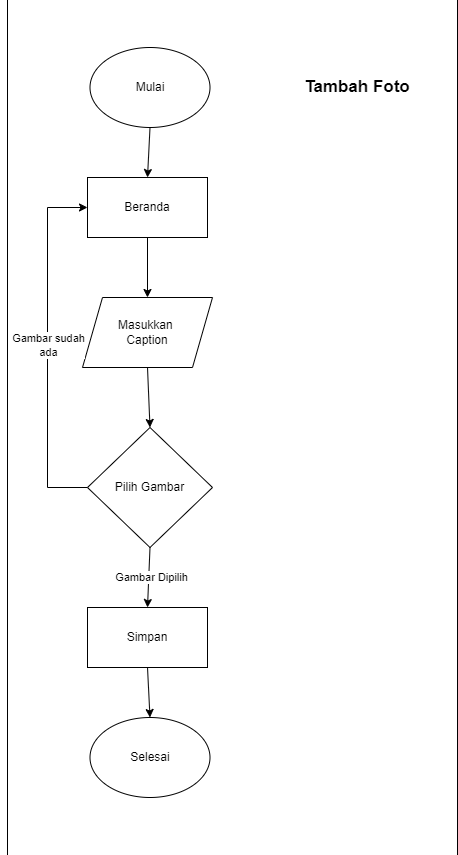 Mulai
Tambah Foto
Beranda
Masukkan
Caption
Gambar sudah
ada
Pilih Gambar
Gambar Dipilih
Simpan
Selesai